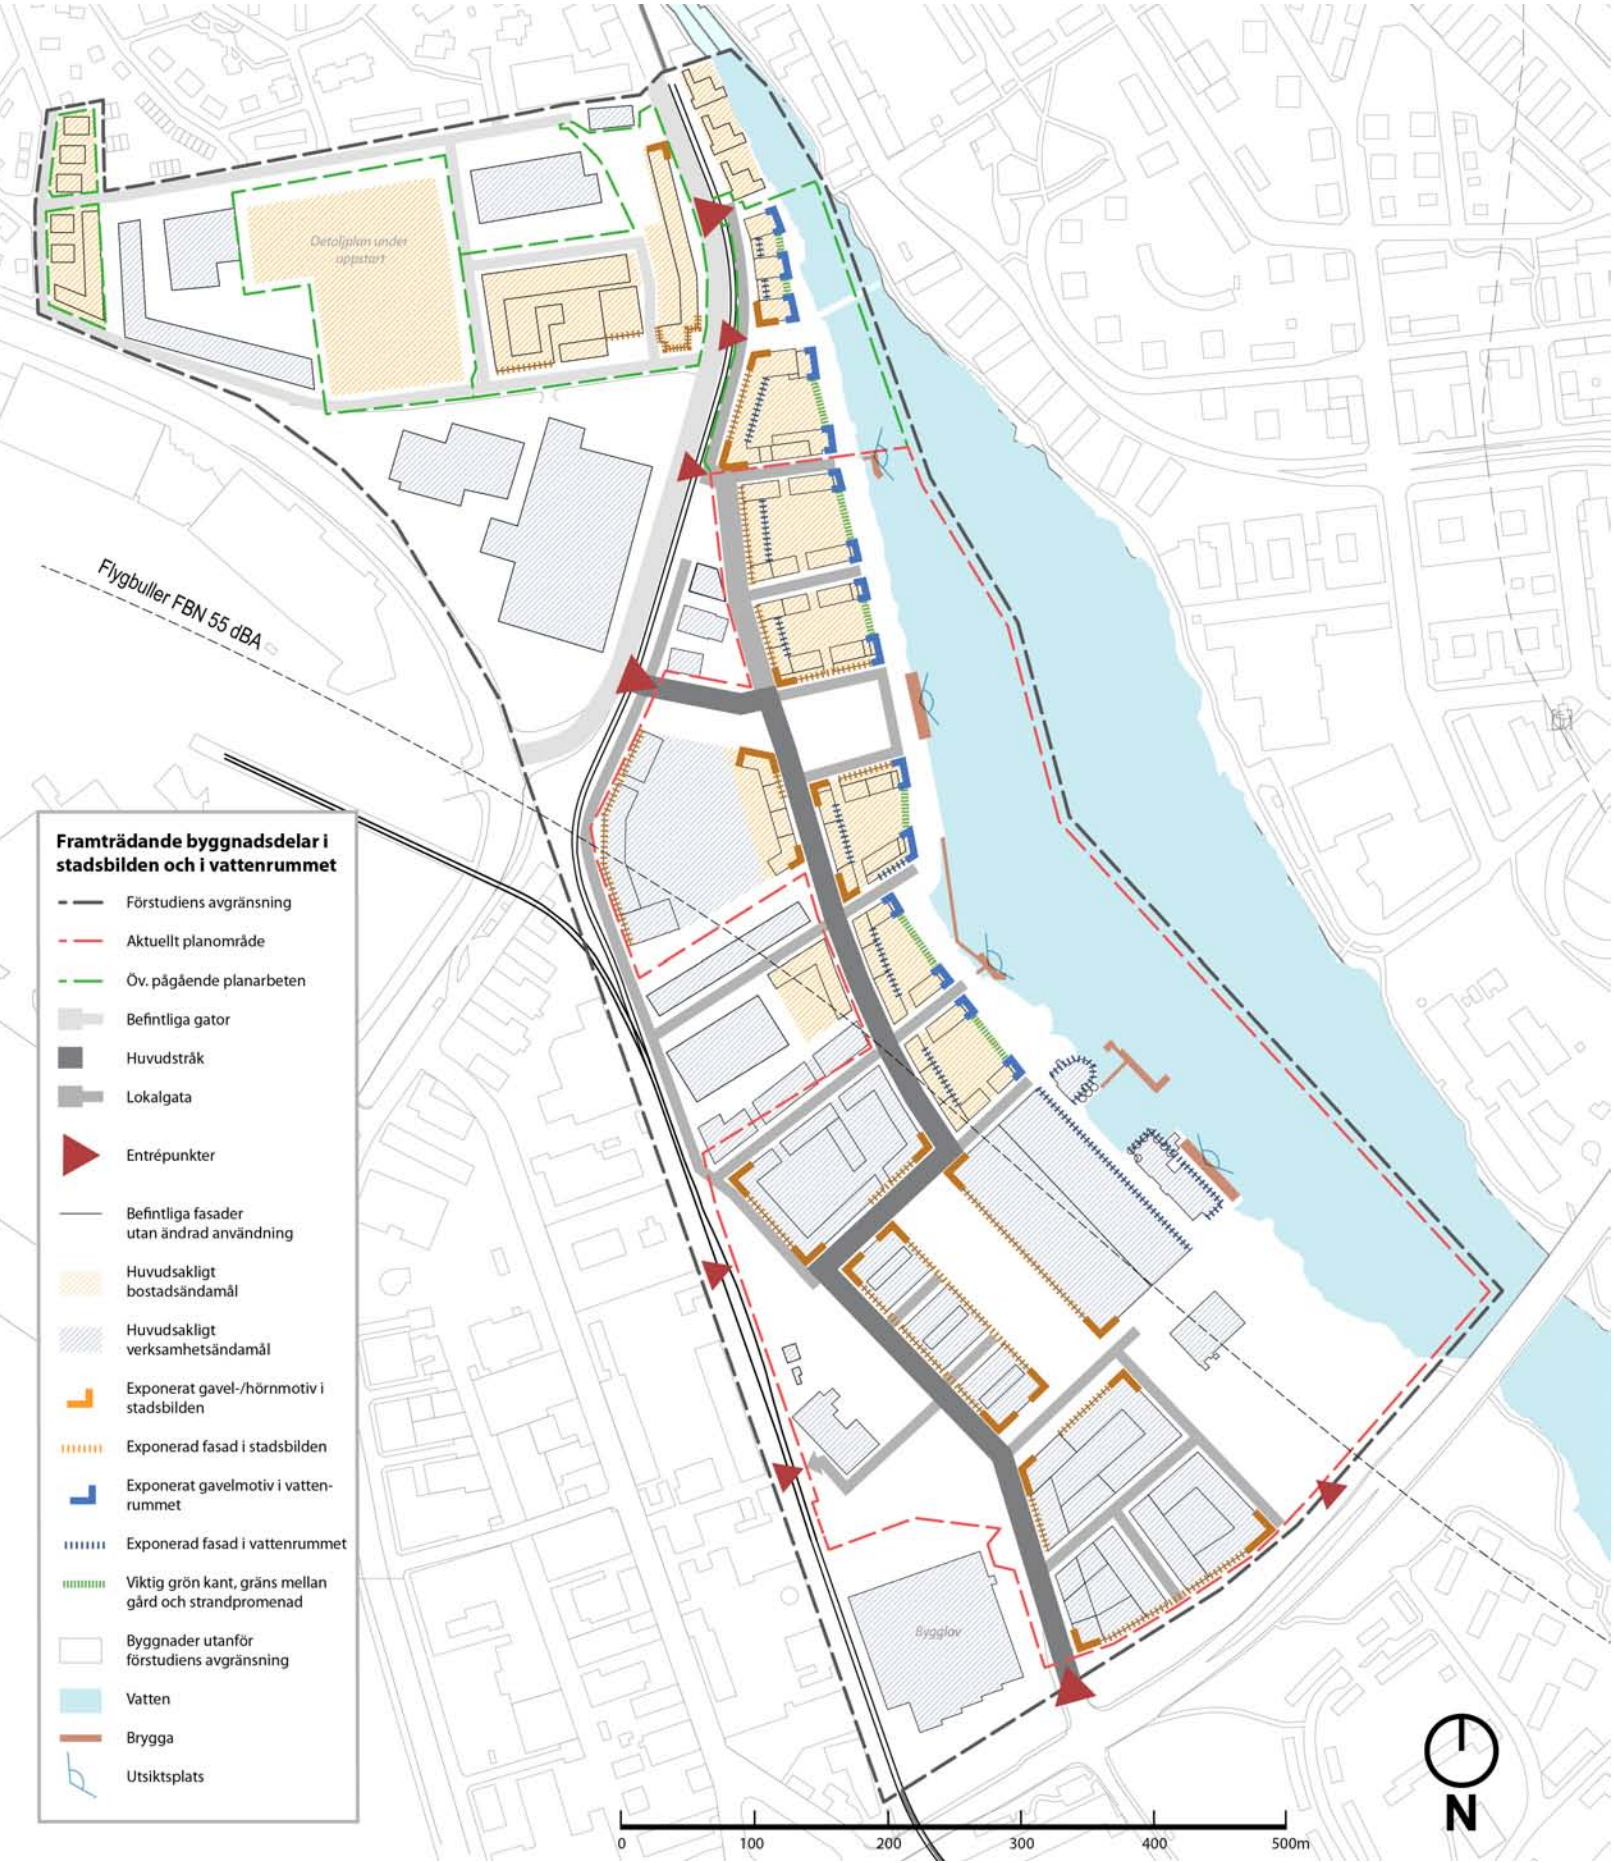 Detaljplan under
uppstart
Flygbuller FBN 55 dBA
Framträdande byggnadsdelar i
stadsbilden och i vattenrummet
Förstudiens avgränsning
Aktuellt planområde
Öv. pågående planarbeten
Befintliga gator
Huvudstråk
Lokalgata
Entrépunkter
Befintliga fasader
utan ändrad användning
Huvudsakligt
bostadsändamål
Huvudsakligt
verksamhetsändamål
Exponerat gavel-/hörnmotiv i
stadsbilden
Exponerad fasad i stadsbilden
Exponerat gavelmotiv i vatten-
rummet
Exponerad fasad i vattenrummet
Viktig grön kant, gräns mellan
gård och strandpromenad
Byggnader utanför
förstudiens avgränsning
Vatten
Brygga
Utsiktsplats
Bygglov
N
0 100 200 300 400 500m